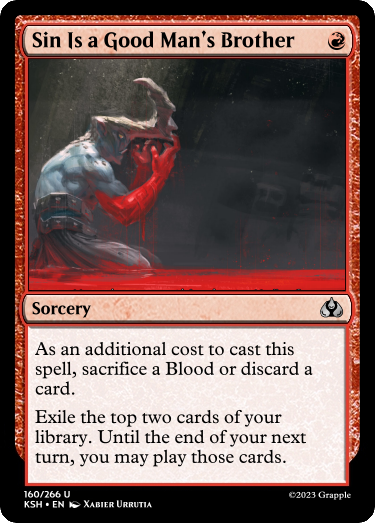 Sin Is a Good Man's Brother
Sorcery
As an additional cost to cast this
spell, sacrifice a Blood or discard a
card.
Exile the top two cards of your
library. Until the end of your next
turn, you may play those cards.
160/266 U
KSH • EN Xabier Urrutia
©2023 Grapple